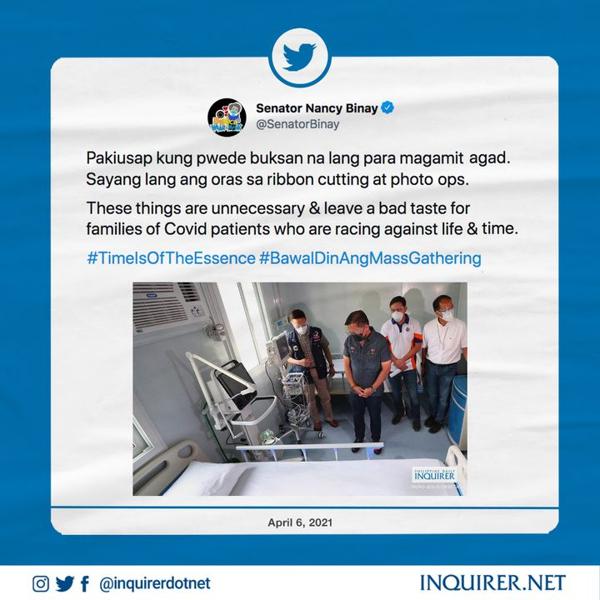 Senator Nancy Binay
@SenatorBinay
Pakiusap kung pwede buksan na lang para magamit agad.
Sayang lang ang oras sa ribbon cutting at photo ops.
These things are unnecessary & leave a bad taste for
families of Covid patients who are racing against life & time.
#TimeIsOfTheEssence #BawalDinAngMassGathering
PHILIPPINE DAILY
INQUIRER
April 6, 2021
@inquirerdotnet
INQUIRER.NET